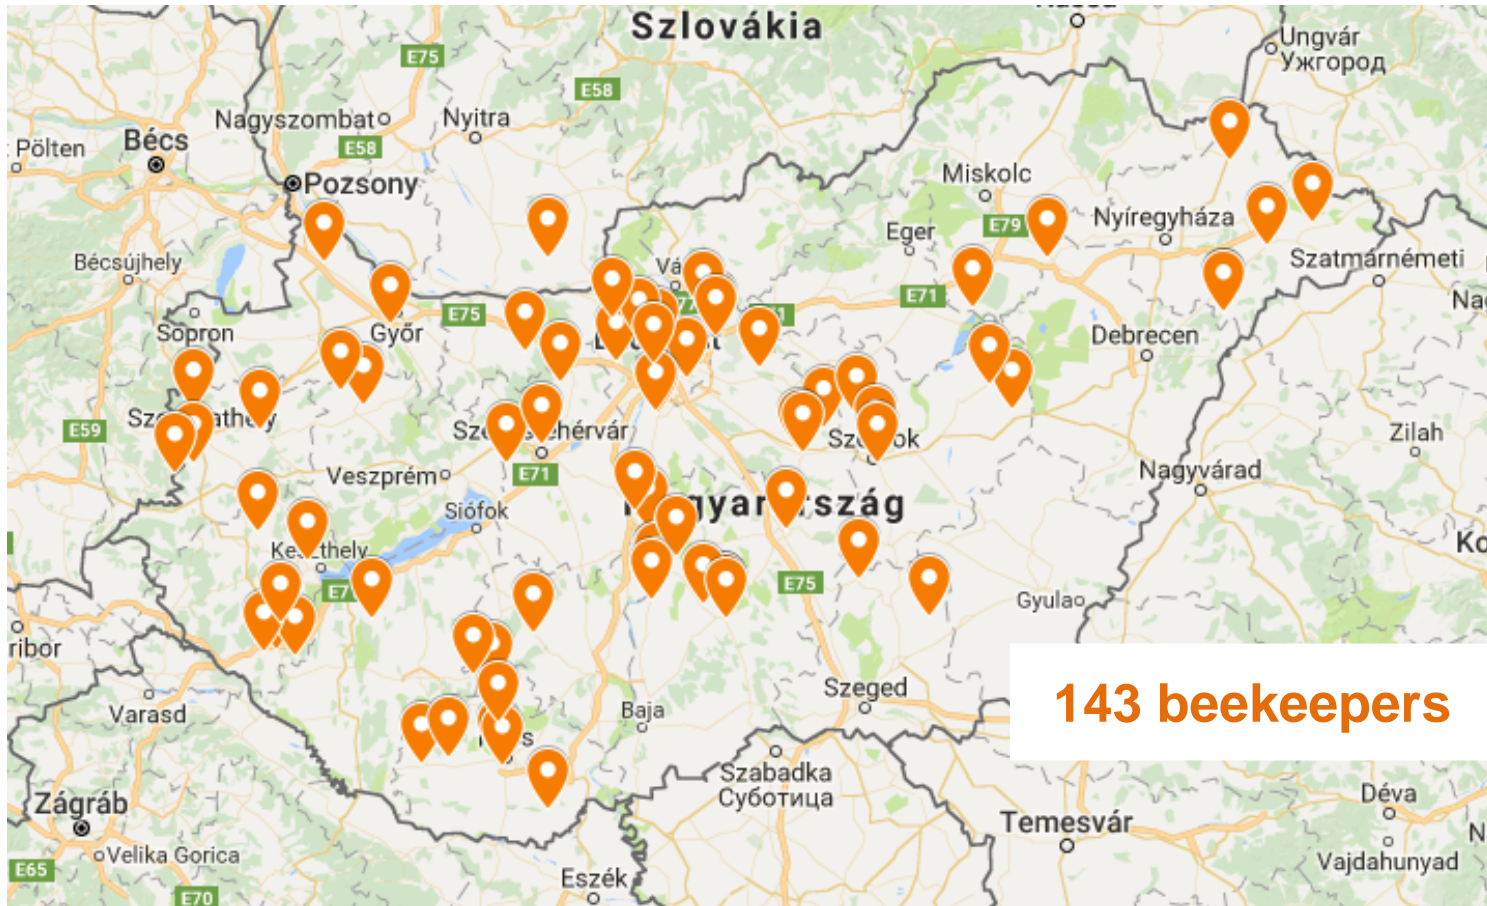 Szlovákia
Ungvár
Ужгород
E75
E58
Nagyszombat
Nyitra
Bécs
E58
Pölten
Pozsony
Miskolc
Nyíregyháza
E79
Eger
Bécsújhely
Szatmárnémeti
E71
E75
Sopron
Győr
Debrecen
E59
Zilah
Veszprém
E71
Nagyvárad
Siófok
E75
Gyula
Szeged
143 beekeepers
Varasd
Baja
Szabadka
Суботица
Zágráb
Déva
Temesvár
Velika Gorica
Vajdahunyad
E65
Eszék
E70